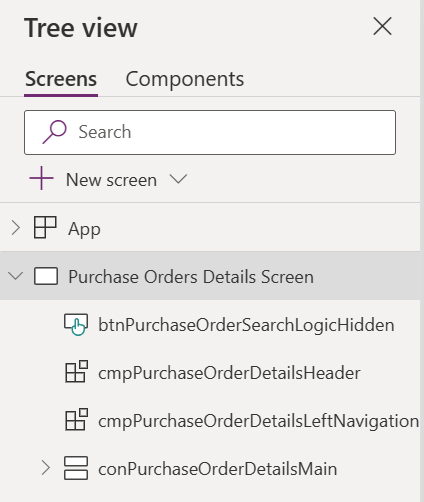 Tree view
Screens Components
Search
New screen
App
Purchase Orders Details Screen
btnPurchaseOrderSearchLogicHidden
cmpPurchaseOrderDetailsHeader
cmpPurchaseOrderDetailsLeftNavigation
conPurchaseOrderDetailsMain